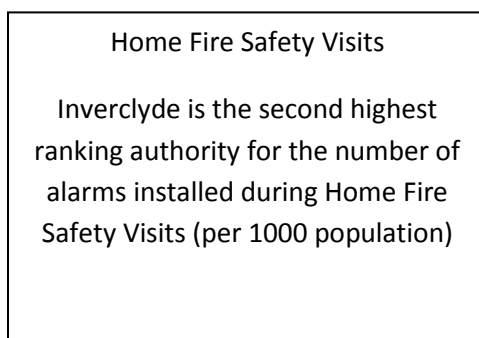 Home Fire Safety Visits
Inverclyde is the second highest
ranking authority for the number of
alarms installed during Home Fire
Safety Visits (per 1000 population)